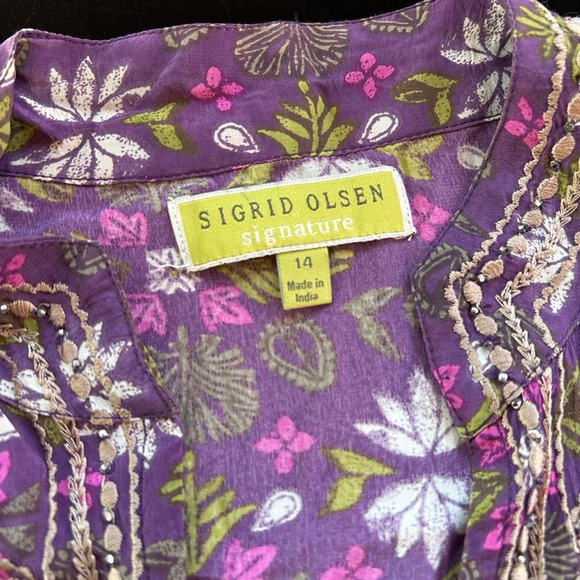 SIGRID OLSEN
signature
14
Made in
India